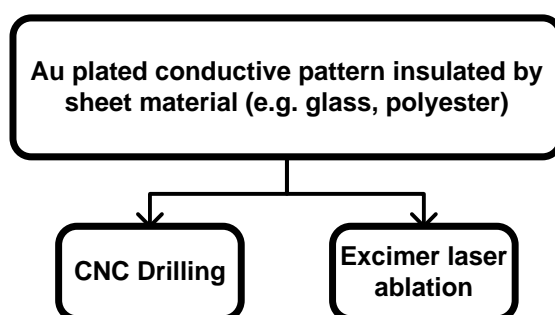 Au plated conductive pattern insulated by
sheet material (e.g. glass, polyester)
CNC Drilling
Excimer laser
ablation